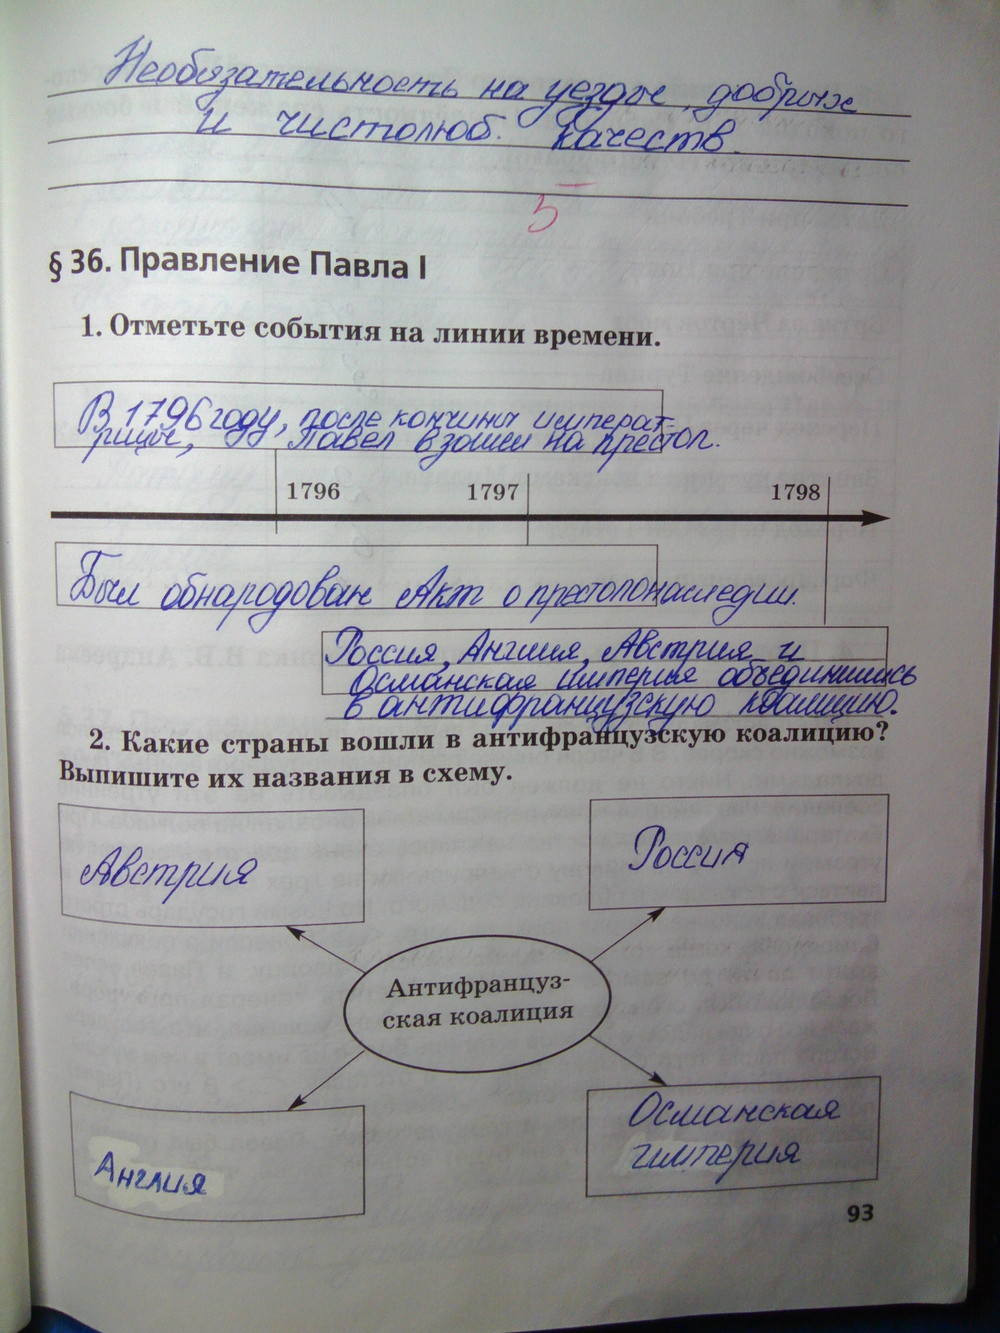 Необязательность на уездн. добрых
и чистолюб. качеств.
5
§ 36. Правление Павла I
1. Отметьте события на линии времени.
В 1796 году, после кончины императ-
рицы, Павел взошел на престол.
1796 1797 1798
Был обнародован Акт о престолонаследии.
Россия, Англия, Австрия и
Османская империя объединились
в антифранцузскую коалицию.
2. Какие страны вошли в антифранцузскую коалицию?
Выпишите их названия в схему.
Австрия
Россия
Антифранцуз-
ская коалиция
Англия
Османская
империя
93